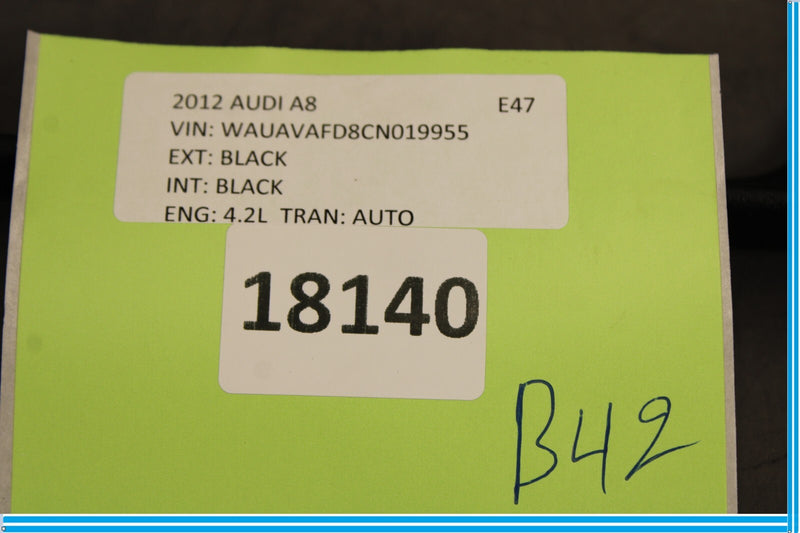 2012 AUDI A8 E47
VIN: WAUAVAFD8CN019955
EXT: BLACK
INT: BLACK
ENG: 4.2L TRAN: AUTO
18140
B42